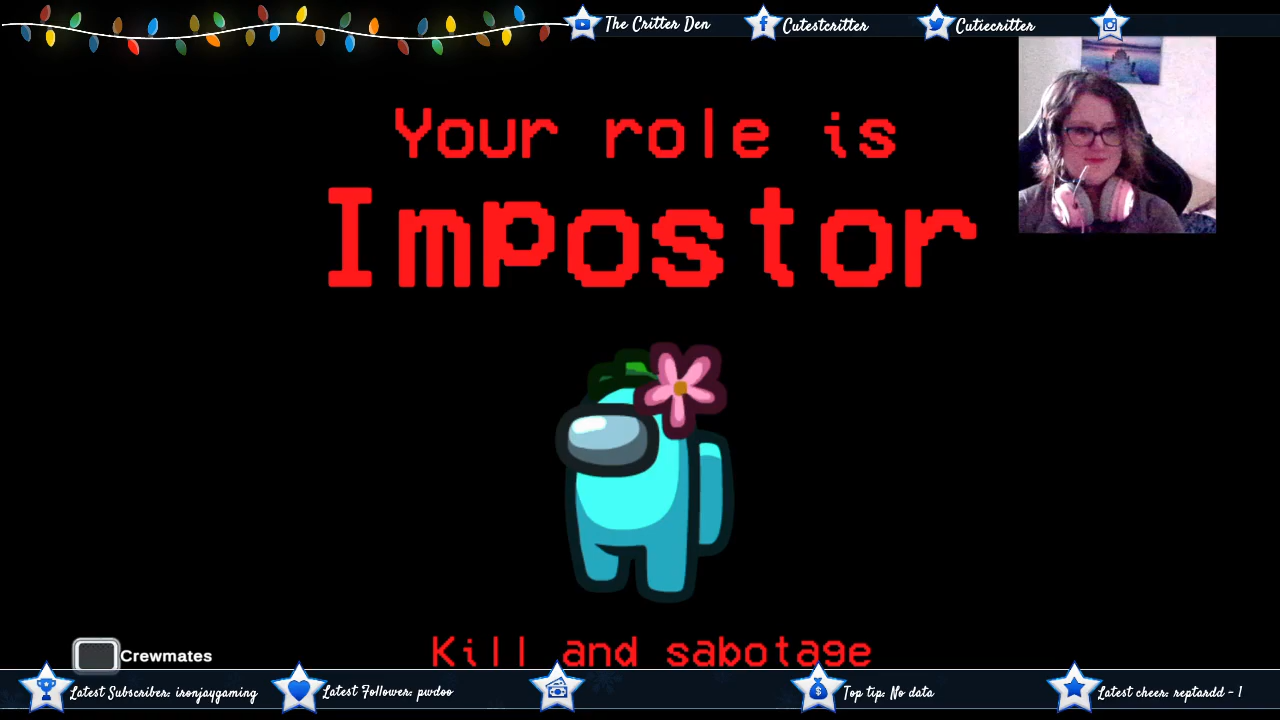 The Critter Den
Cutestcritter
Cutiecritter
Your role is
Impostor
Crewmates
Kill and sabotage
Latest Subscriber: ironjaygaming
Latest Follower: pwdoo
Top tip: No data
Latest cheer: reptardd - 1